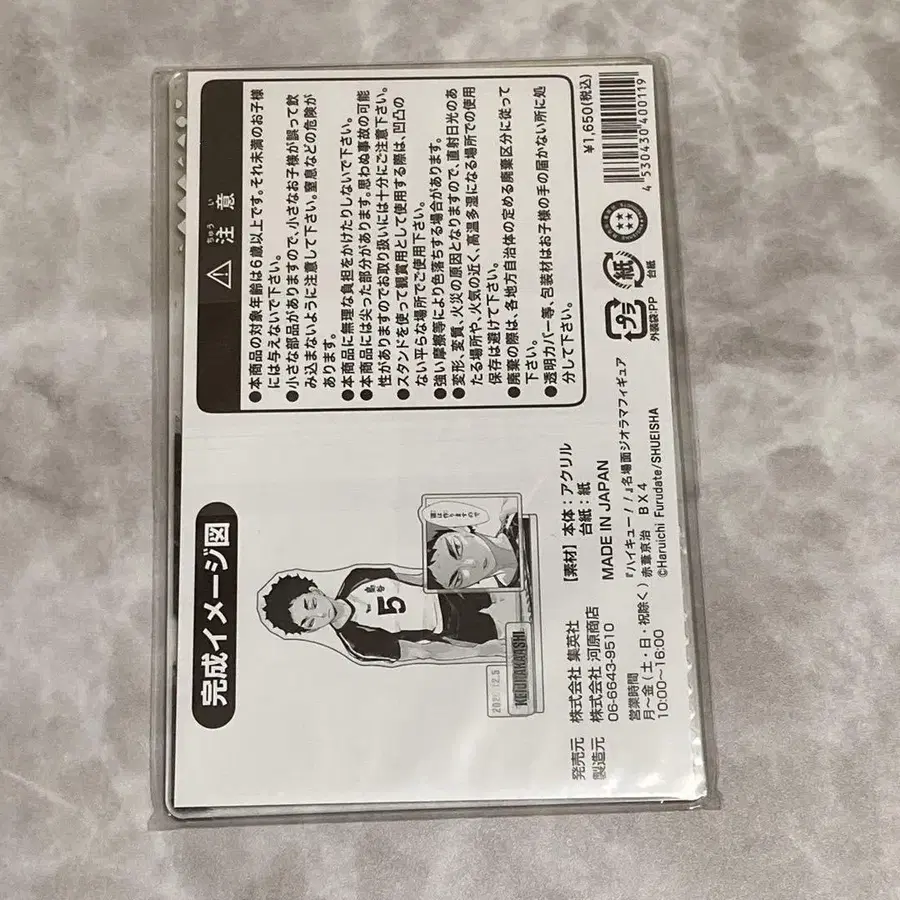 ⚠ 注意
ちゅう い
●本商品の対象年齢は6歳以上です。それ未満のお子様
には与えないで下さい。
●小さな部品がありますので、小さなお子様が誤って飲
み込まないように注意して下さい。窒息などの危険が
あります。
●本商品に無理な負担をかけたりしないで下さい。
●本商品には尖った部分があります。思わぬ事故の可能
性がありますのでお取り扱いには十分にご注意下さい。
●スタンドを使って観賞用として使用する際は、凹凸の
ない平らな場所でご使用下さい。
●強い摩擦等により色落ちする場合があります。
●変形、変質、火災の原因となりますので、直射日光のあ
たる場所や、火気の近く、高温多湿になる場所での使用
保存は避けて下さい。
●廃棄の際は、各地方自治体の定める廃棄区分に従って
下さい。
●透明カバー等、包装材はお子様の手の届かない所に処
分して下さい。
¥1,650(税込)
4 530430 400119
紙
台紙
プラ
外装袋:PP
完成イメージ図
梟谷
5
KEIJI AKAASHI
発売元 株式会社 集英社
製造元 株式会社 河原商店
06-6643-9510
営業時間
月〜金(土・日・祝除く)
10:00〜16:00
[素材] 本体:アクリル
台紙:紙
MADE IN JAPAN
『ハイキュー!!』名場面ジオラマフィギュア
赤葦京治 BX4
©Haruichi Furudate/SHUEISHA